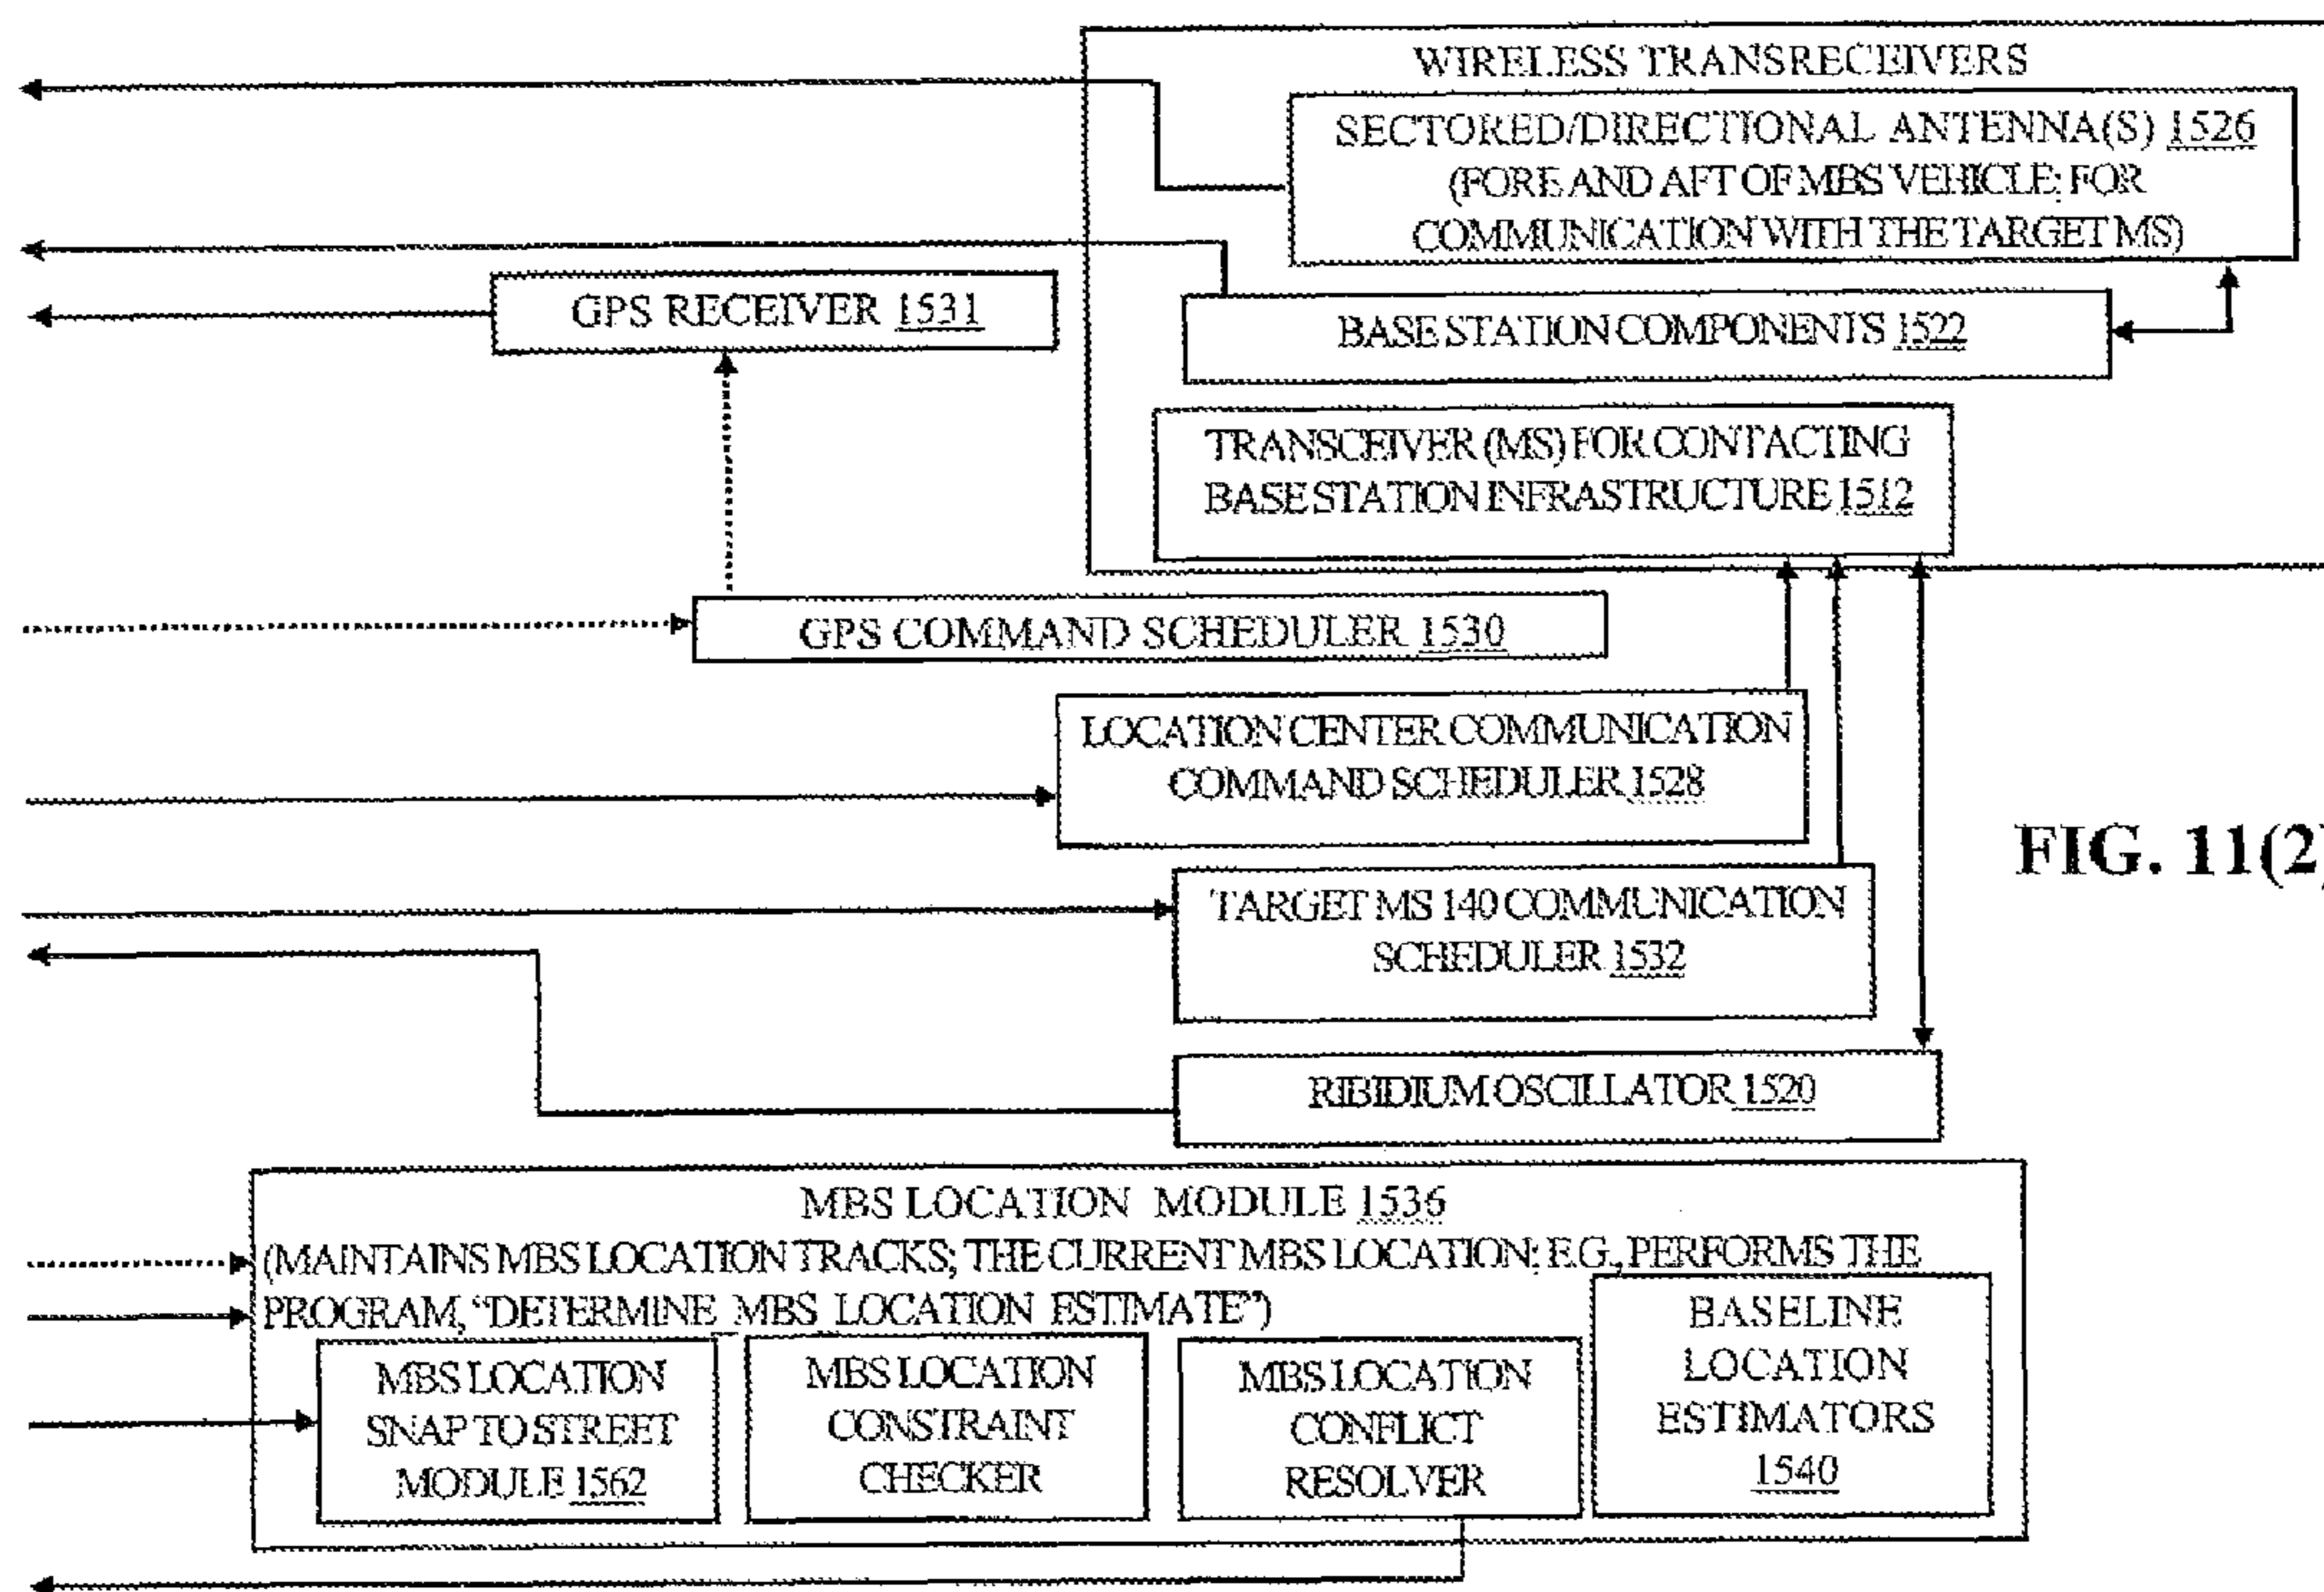 WIRELESS TRANSRECEIVERS
SECTORED/DIRECTIONAL ANTENNA(S) 1526
(FORE AND AFT OF MBS VEHICLE; FOR
COMMUNICATION WITH THE TARGET MS)
GPS RECEIVER 1531
BASE STATION COMPONENTS 1522
TRANSCEIVER (MS) FOR CONTACTING
BASE STATION INFRASTRUCTURE 1512
GPS COMMAND SCHEDULER 1530
LOCATION CENTER COMMUNICATION
COMMAND SCHEDULER 1528
FIG. 11(2)
TARGET MS 140 COMMUNICATION
SCHEDULER 1532
RIBIDIUM OSCILLATOR 1520
MBS LOCATION MODULE 1536
(MAINTAINS MBS LOCATION TRACKS; THE CURRENT MBS LOCATION; E.G., PERFORMS THE
PROGRAM, “DETERMINE MBS LOCATION ESTIMATE”)
MBS LOCATION
SNAP TO STREET
MODULE 1562
MBS LOCATION
CONSTRAINT
CHECKER
MBS LOCATION
CONFLICT
RESOLVER
BASELINE
LOCATION
ESTIMATORS
1540